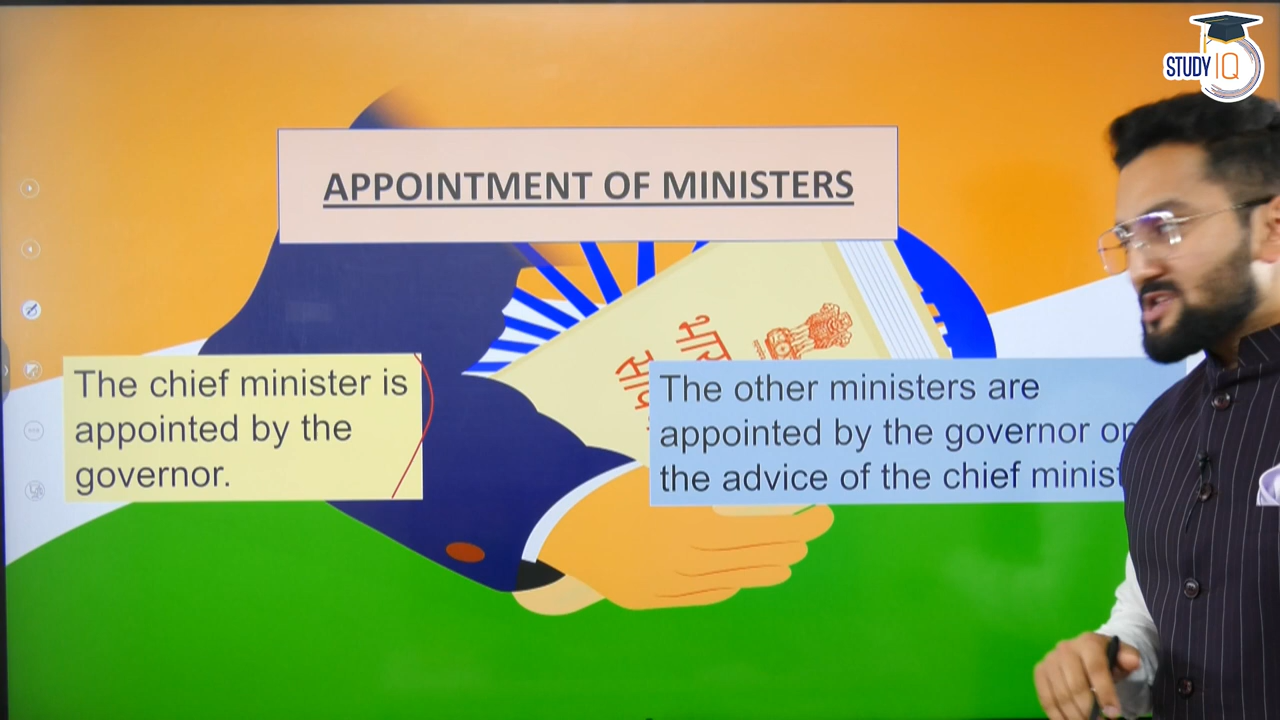 STUDY IQ
APPOINTMENT OF MINISTERS
The chief minister is
appointed by the
governor.
The other ministers are
appointed by the governor
the advice of the chief